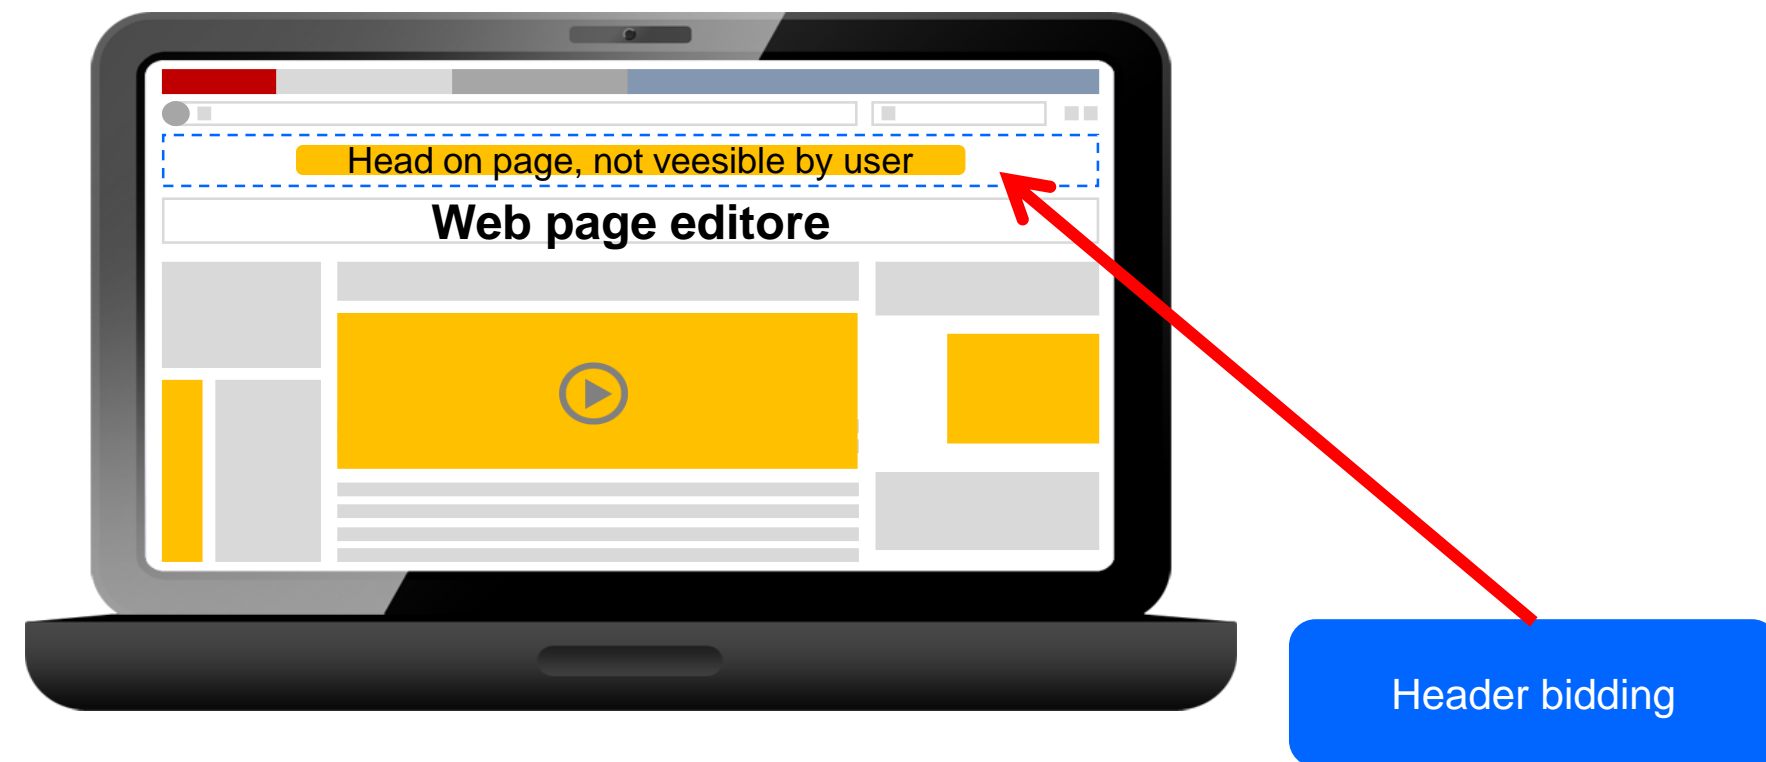 Head on page, not veesible by user
Web page editore
Header bidding